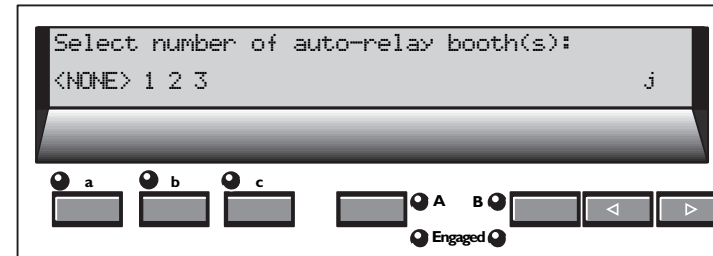 Select number of auto-relay booth(s):
<NONE> 1 2 3 j
a b c
A B
Engaged